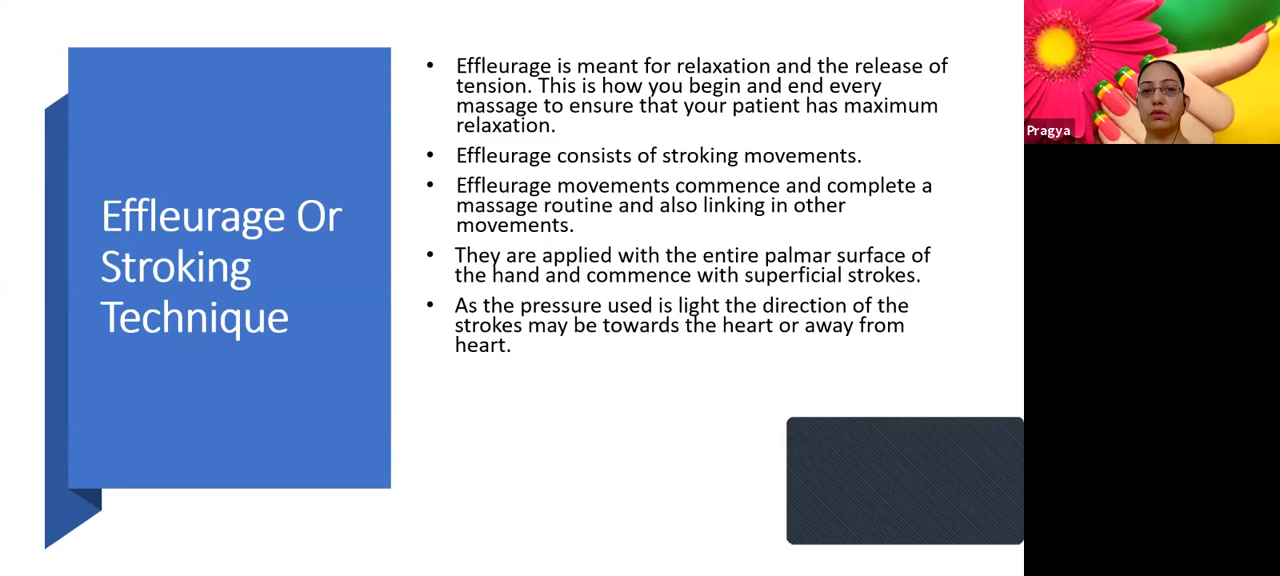 Effleurage Or
Stroking
Technique
• Effleurage is meant for relaxation and the release of
tension. This is how you begin and end every
massage to ensure that your patient has maximum
relaxation.
• Effleurage consists of stroking movements.
• Effleurage movements commence and complete a
massage routine and also linking in other
movements.
• They are applied with the entire palmar surface of
the hand and commence with superficial strokes.
• As the pressure used is light the direction of the
strokes may be towards the heart or away from
heart.
Pragya